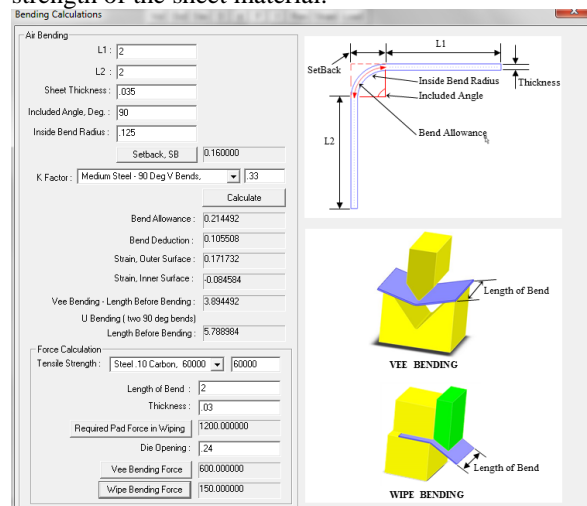 strength of the sheet material.
Bending Calculations
Air Bending
L1 : 2
L2 : 2
Sheet Thickness : .035
Included Angle, Deg. : 90
Inside Bend Radius : .125
Setback, SB 0.160000
K Factor : Medium Steel - 90 Deg V Bends, .33
Calculate
Bend Allowance : 0.214492
Bend Deduction : 0.105508
Strain, Outer Surface : 0.171732
Strain, Inner Surface : -0.084584
Vee Bending - Length Before Bending : 3.894492
U Bending ( two 90 deg bends)
Length Before Bending : 5.788984
Force Calculation
Tensile Strength : Steel .10 Carbon, 60000 60000
Length of Bend : 2
Thickness : .03
Required Pad Force in Wiping 1200.000000
Die Opening : .24
Vee Bending Force 600.000000
Wipe Bending Force 150.000000
L1
SetBack
Inside Bend Radius
Thickness
Included Angle
L2
Bend Allowance
Length of Bend
VEE BENDING
Length of Bend
WIPE BENDING